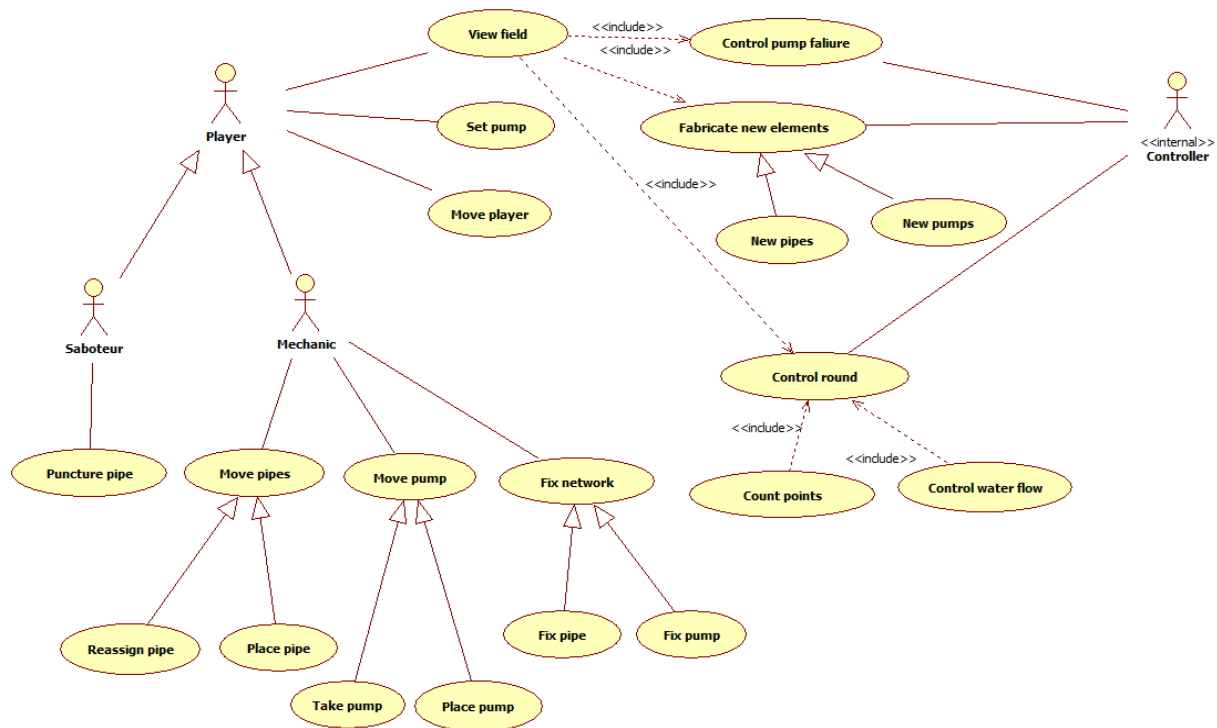 View field
<<include>>
Control pump faliure
<<include>>
Player
Set pump
Fabricate new elements
<<internal>>
Controller
<<include>>
Move player
New pipes
New pumps
Saboteur
Mechanic
Control round
<<include>>
<<include>>
Puncture pipe
Move pipes
Move pump
Fix network
Count points
Control water flow
Reassign pipe
Place pipe
Fix pipe
Fix pump
Take pump
Place pump